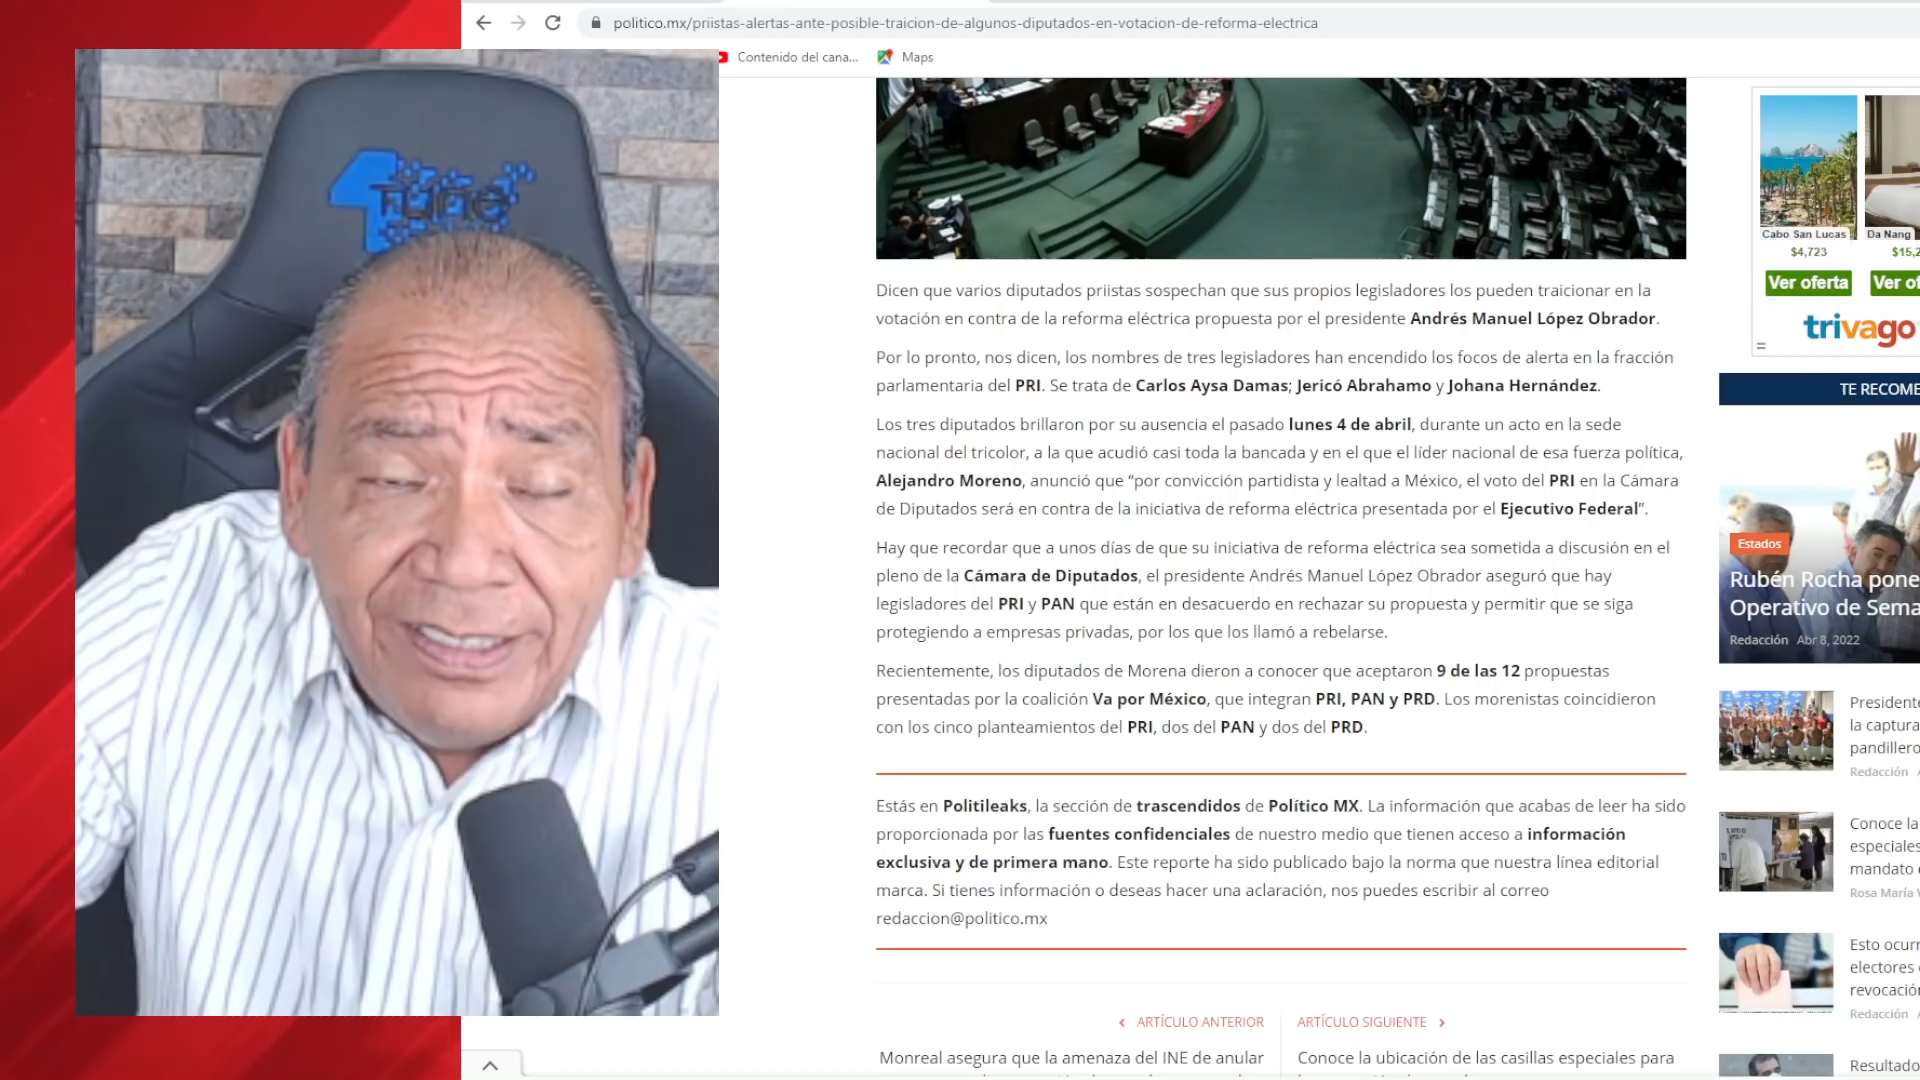 politico.mx/priistas-alertas-ante-posible-traicion-de-algunos-diputados-en-votacion-de-reforma-electrica
Contenido del cana...
Maps
Dicen que varios diputados priistas sospechan que sus propios legisladores los pueden traicionar en la
votación en contra de la reforma eléctrica propuesta por el presidente Andrés Manuel López Obrador.
Por lo pronto, nos dicen, los nombres de tres legisladores han encendido los focos de alerta en la fracción
parlamentaria del PRI. Se trata de Carlos Aysa Damas; Jericó Abrahamo y Johana Hernández.
Los tres diputados brillaron por su ausencia el pasado lunes 4 de abril, durante un acto en la sede
nacional del tricolor, a la que acudió casi toda la bancada y en el que el líder nacional de esa fuerza política,
Alejandro Moreno, anunció que “por convicción partidista y lealtad a México, el voto del PRI en la Cámara
de Diputados será en contra de la iniciativa de reforma eléctrica presentada por el Ejecutivo Federal”.
Hay que recordar que a unos días de que su iniciativa de reforma eléctrica sea sometida a discusión en el
pleno de la Cámara de Diputados, el presidente Andrés Manuel López Obrador aseguró que hay
legisladores del PRI y PAN que están en desacuerdo en rechazar su propuesta y permitir que se siga
protegiendo a empresas privadas, por los que los llamó a rebelarse.
Recientemente, los diputados de Morena dieron a conocer que aceptaron 9 de las 12 propuestas
presentadas por la coalición Va por México, que integran PRI, PAN y PRD. Los morenistas coincidieron
con los cinco planteamientos del PRI, dos del PAN y dos del PRD.
Estás en Politileaks, la sección de trascendidos de Político MX. La información que acabas de leer ha sido
proporcionada por las fuentes confidenciales de nuestro medio que tienen acceso a información
exclusiva y de primera mano. Este reporte ha sido publicado bajo la norma que nuestra línea editorial
marca. Si tienes información o deseas hacer una aclaración, nos puedes escribir al correo
redaccion@politico.mx
ARTÍCULO ANTERIOR
ARTÍCULO SIGUIENTE
Monreal asegura que la amenaza del INE de anular
Conoce la ubicación de las casillas especiales para
Cabo San Lucas
$4,723
Ver oferta
Da Nang
$15,2
Ver of
trivago
TE RECOME
Estados
Rubén Rocha pone
Operativo de Sema
Redacción Abr 8, 2022
Presidente
la captura
pandillero
Redacción
Conoce la
especiales
mandato
Rosa María V
Esto ocurr
electores
revocació
Redacción
Resultado